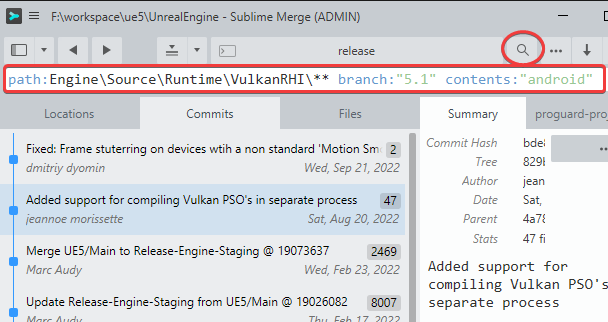 F:\workspace\ue5\UnrealEngine - Sublime Merge (ADMIN)
release
path:Engine\Source\Runtime\VulkanRHI\** branch:"5.1" contents:"android"
Locations Commits Files Summary proguard-proj
Fixed: Frame stuterring on devices wtih a non standard 'Motion Smo 2
dmitriy dyomin Wed, Sep 21, 2022
Added support for compiling Vulkan PSO's in separate process 47
jeannoe morissette Sat, Aug 20, 2022
Merge UE5/Main to Release-Engine-Staging @ 19073637 2469
Marc Audy Wed, Feb 23, 2022
Update Release-Engine-Staging from UE5/Main @ 19026082 8007
Marc Audy Thu, Feb 17, 2022
Commit Hash bde8
Tree 829b
Author jean
Date Sat,
Parent 4a78
Stats 47 fi
Added support for
compiling Vulkan PSO's
separate process